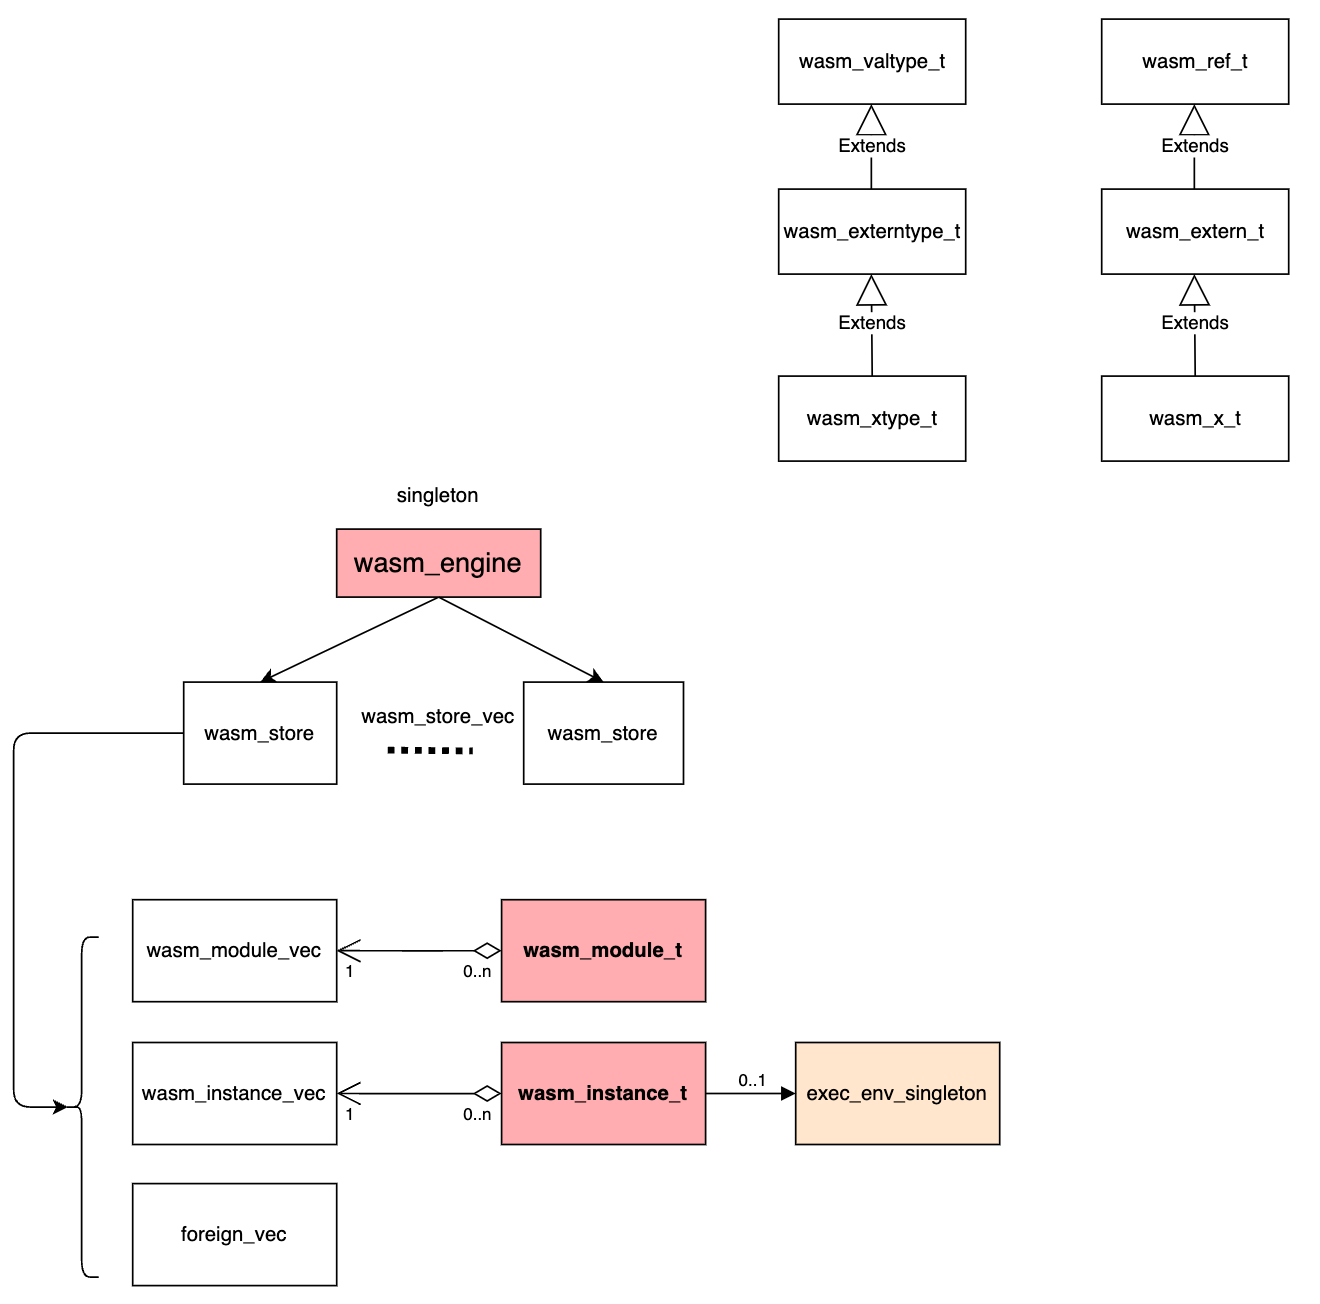 wasm_valtype_t
wasm_ref_t
Extends
Extends
wasm_externtype_t
wasm_extern_t
Extends
Extends
wasm_xtype_t
wasm_x_t
singleton
wasm_engine
wasm_store
wasm_store_vec
wasm_store
wasm_module_vec
1
0..n
wasm_module_t
wasm_instance_vec
1
0..n
wasm_instance_t
0..1
exec_env_singleton
foreign_vec